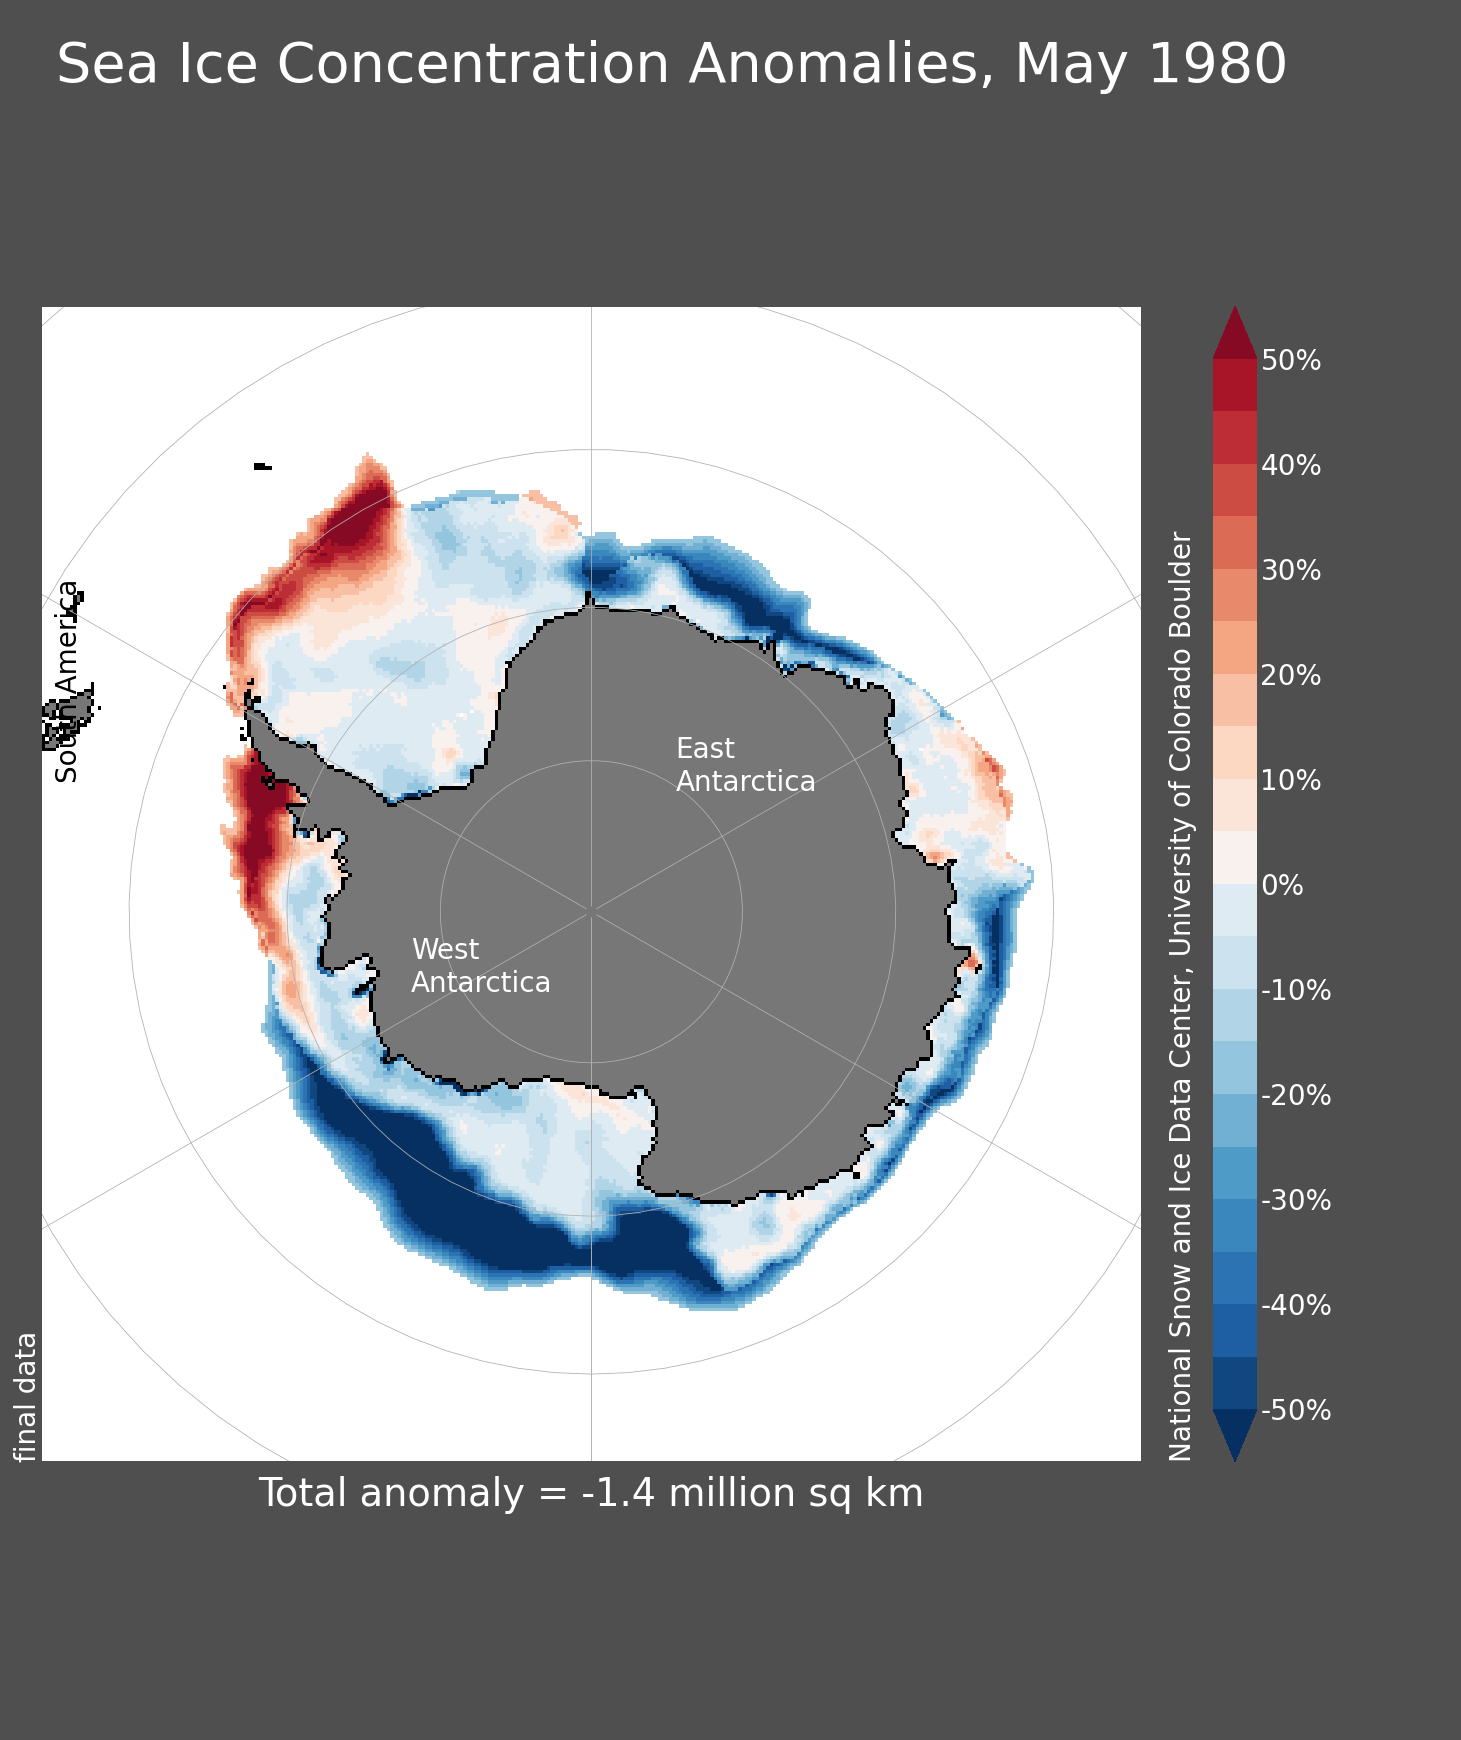 Sea Ice Concentration Anomalies, May 1980
South America
East
Antarctica
West
Antarctica
final data
National Snow and Ice Data Center, University of Colorado Boulder
50%
40%
30%
20%
10%
0%
-10%
-20%
-30%
-40%
-50%
Total anomaly = -1.4 million sq km